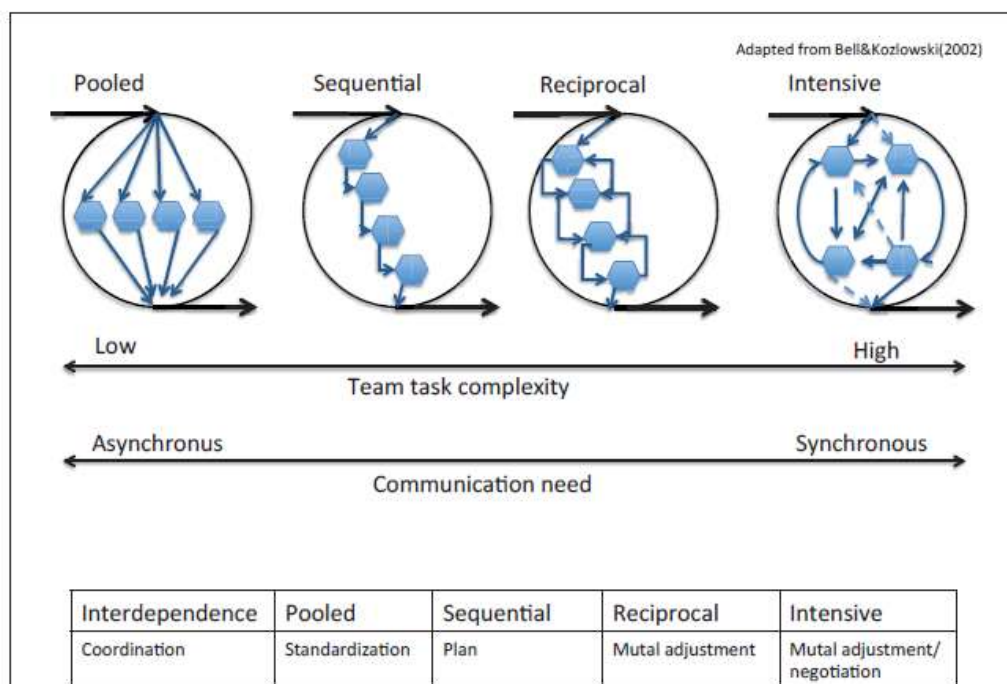 Adapted from Bell&Kozlowski(2002)
Pooled
Sequential
Reciprocal
Intensive
Low
High
Team task complexity
Asynchronus
Synchronous
Communication need
Interdependence Pooled Sequential Reciprocal Intensive
Coordination Standardization Plan Mutal adjustment Mutal adjustment/
negotiation